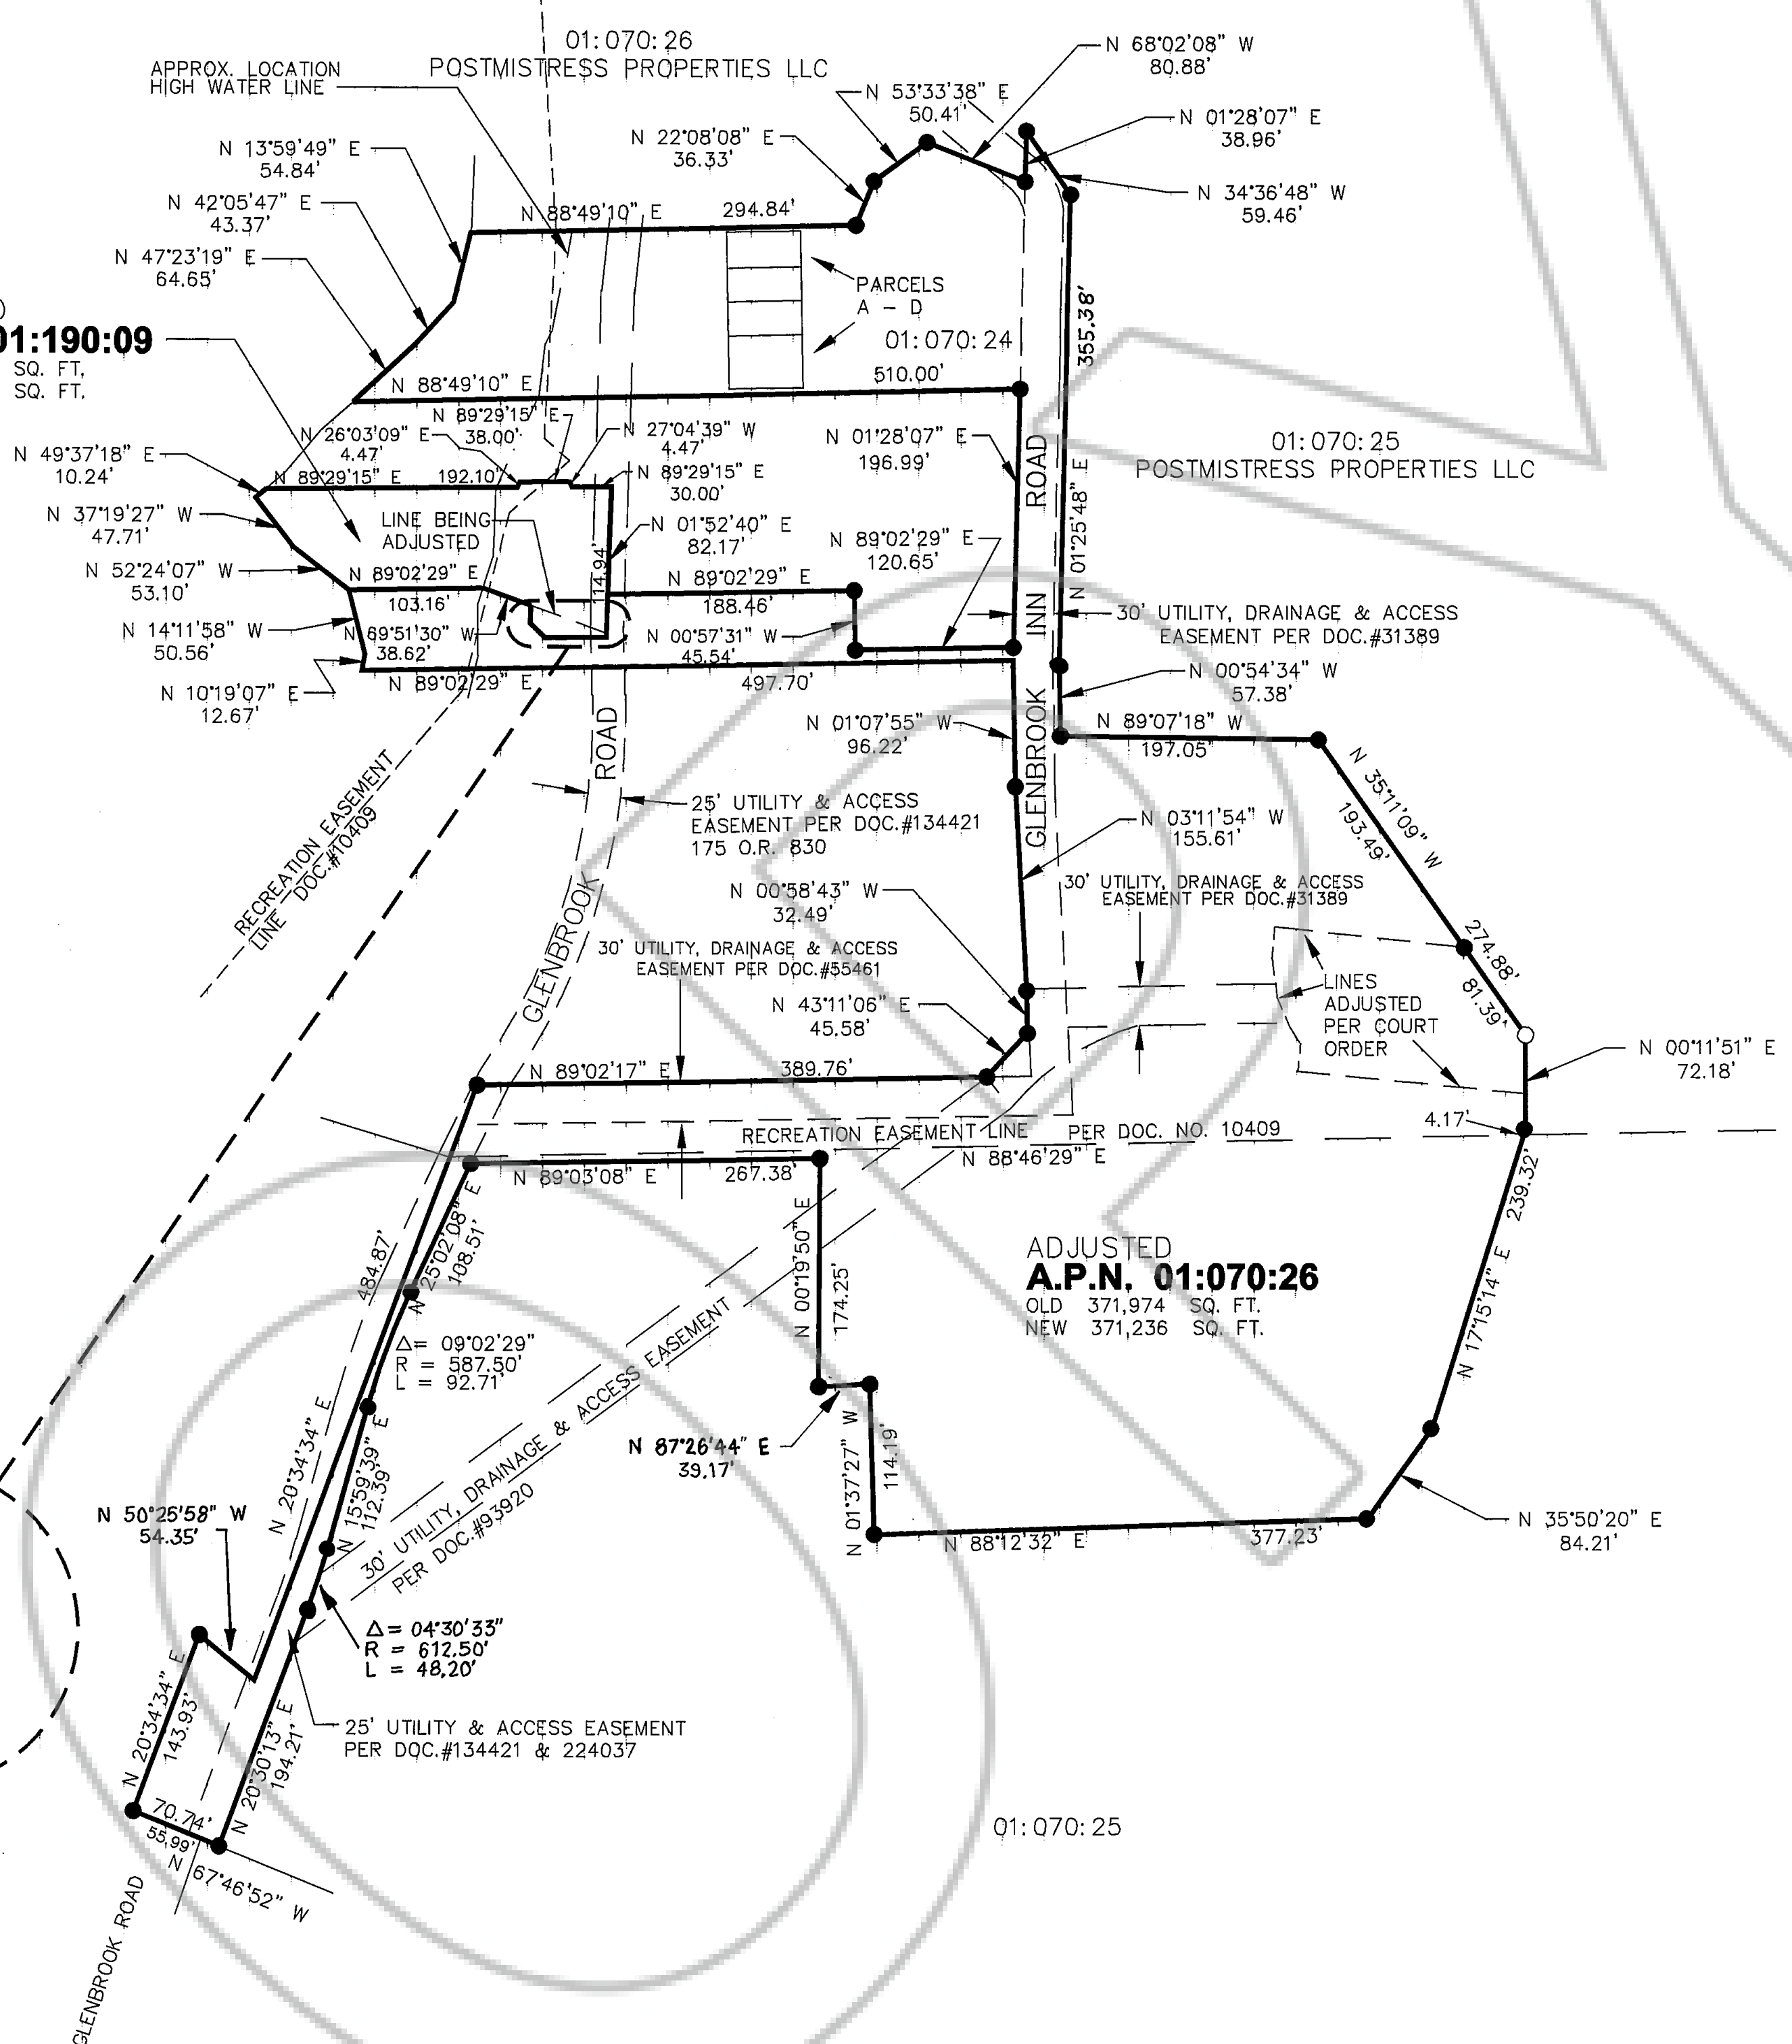 01:070:26
POSTMISTRESS PROPERTIES LLC
APPROX. LOCATION
HIGH WATER LINE
N 68°02'08" W
80.88'
N 53°33'38" E
50.41'
N 01°28'07" E
38.96'
N 22°08'08" E
36.33'
N 13°59'49" E
54.84'
N 34°36'48" W
59.46'
N 42°05'47" E
43.37'
N 88°49'10" E 294.84'
N 47°23'19" E
64.65'
PARCELS
A - D
01:190:09
SQ. FT.
SQ. FT.
01:070:24
355.38'
N 88°49'10" E 510.00'
N 89°29'15" E
38.00'
N 26°03'09" E
4.47'
N 27°04'39" W
4.47'
N 01°28'07" E
196.99'
ROAD
01:070:25
POSTMISTRESS PROPERTIES LLC
N 49°37'18" E
10.24'
N 89°29'15" E 192.10'
N 89°29'15" E
30.00'
N 01°25'48" E
N 37°19'27" W
47.71'
LINE BEING
ADJUSTED
N 01°52'40" E
82.17'
114.94'
N 89°02'29" E
120.65'
N 52°24'07" W
53.10'
N 89°02'29" E
103.16'
N 89°02'29" E
188.46'
INN
30' UTILITY, DRAINAGE & ACCESS
EASEMENT PER DOC.#31389
N 14°11'58" W
50.56'
N 69°51'30" W
38.62'
N 00°57'31" W
45.54'
N 10°19'07" E
12.67'
N 89°02'29" E 497.70'
N 00°54'34" W
57.38'
N 01°07'55" W
96.22'
GLENBROOK
N 89°07'18" W
197.05'
ROAD
RECREATION EASEMENT
LINE DOC.#10409
25' UTILITY & ACCESS
EASEMENT PER DOC.#134421
175 O.R. 830
N 03°11'54" W
155.61'
N 35°11'09" W
193.49'
274.88'
81.39'
N 00°58'43" W
32.49'
30' UTILITY, DRAINAGE & ACCESS
EASEMENT PER DOC.#31389
GLENBROOK
30' UTILITY, DRAINAGE & ACCESS
EASEMENT PER DOC.#55461
LINES
ADJUSTED
PER COURT
ORDER
N 43°11'06" E
45.58'
N 00°11'51" E
72.18'
N 89°02'17" E 389.76'
4.17'
RECREATION EASEMENT LINE PER DOC. NO. 10409
N 88°46'29" E
N 89°03'08" E 267.38'
239.32'
N 17°15'14" E
484.87'
N 20°34'34" E
N 25°02'08" E
108.51'
N 00°19'50" E
174.25'
ADJUSTED
A.P.N. 01:070:26
OLD 371,974 SQ. FT.
NEW 371,236 SQ. FT.
Δ= 09°02'29"
R = 587.50'
L = 92.71'
30' UTILITY, DRAINAGE & ACCESS EASEMENT
PER DOC.#93920
N 87°26'44" E
39.17'
N 01°37'27" W
114.19'
N 15°59'39" E
112.39'
N 50°25'58" W
54.35'
N 88°12'32" E 377.23'
N 35°50'20" E
84.21'
Δ= 04°30'33"
R = 612.50'
L = 48.20'
N 20°34'34" E
143.93'
N 20°30'13" E
194.21'
25' UTILITY & ACCESS EASEMENT
PER DOC.#134421 & 224037
70.74'
55.99'
N 67°46'52" W
01:070:25
GLENBROOK ROAD